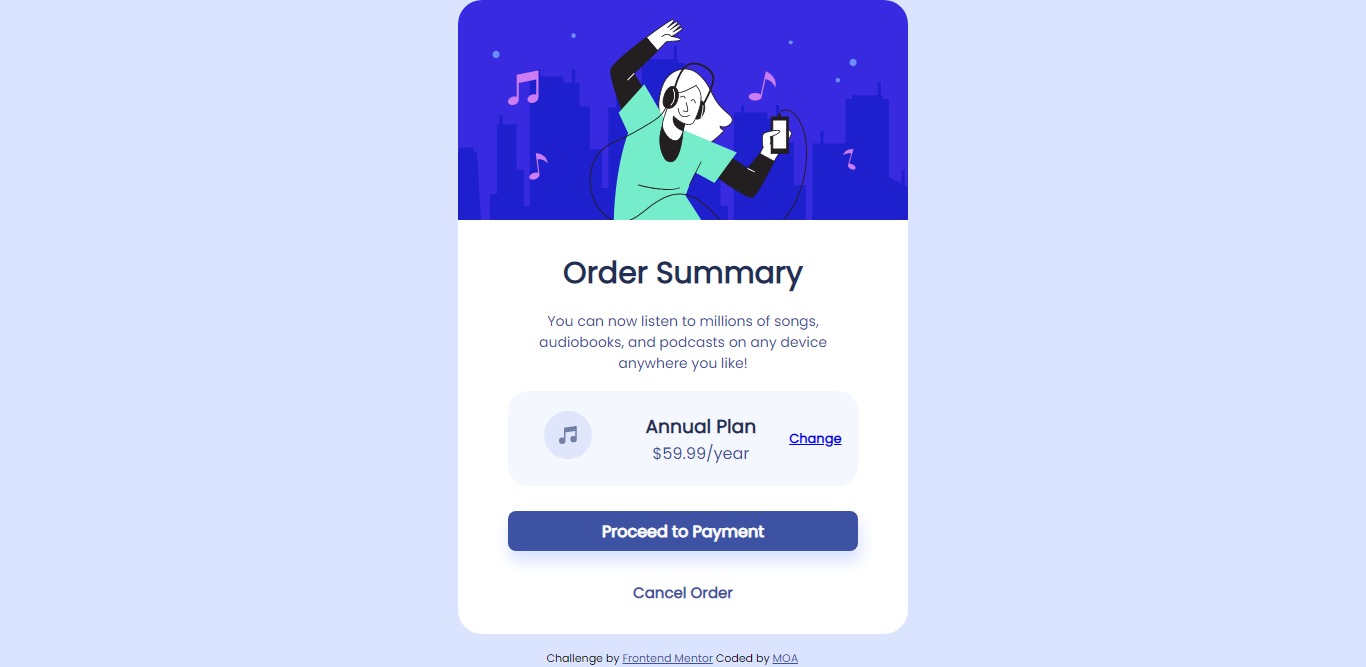 Order Summary
You can now listen to millions of songs,
audiobooks, and podcasts on any device
anywhere you like!
Annual Plan
$59.99/year
Change
Proceed to Payment
Cancel Order
Challenge by Frontend Mentor Coded by MOA